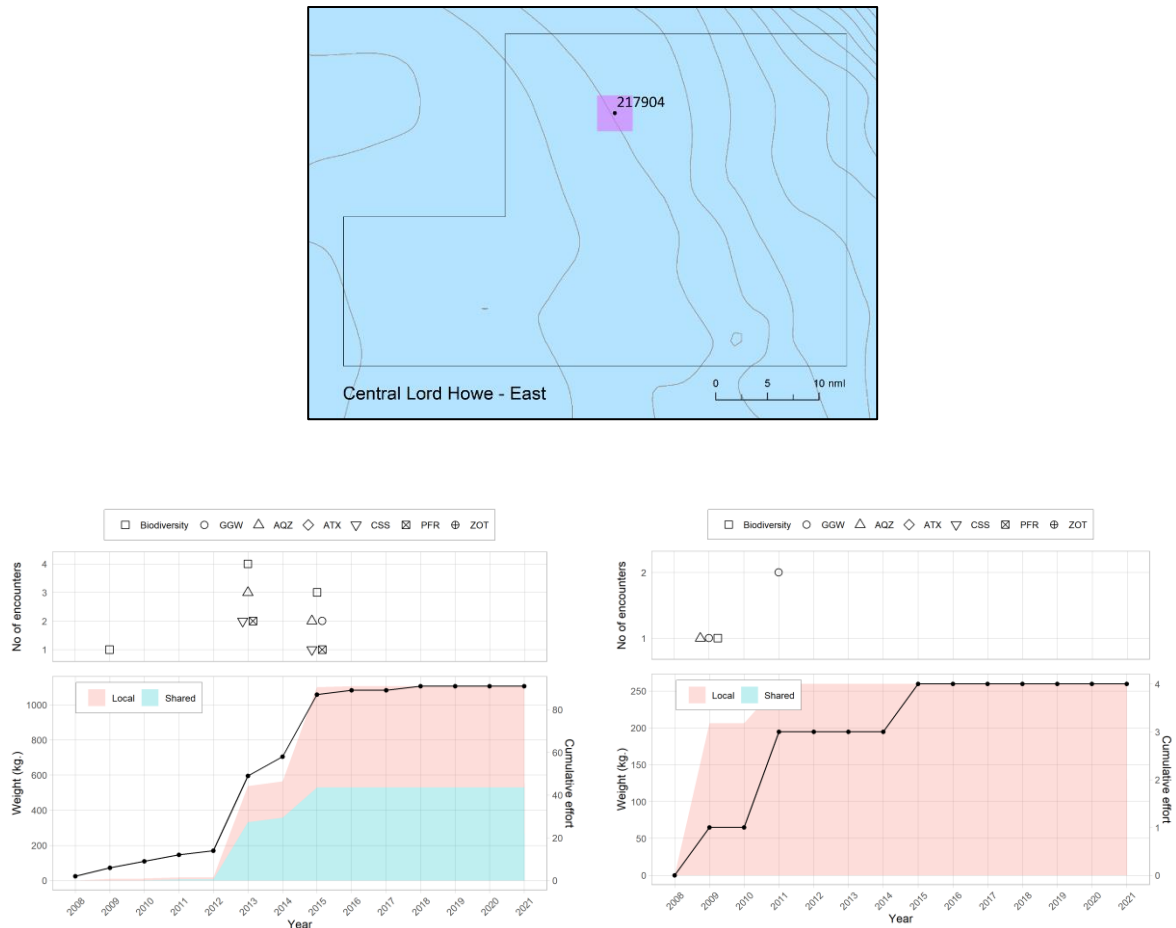 217904
Central Lord Howe - East
0 5 10 nml
Biodiversity GGW AQZ ATX CSS PFR ZOT
No of encounters
4
3
2
1
Local Shared
Weight (kg.)
1000
800
600
400
200
0
Cumulative effort
80
60
40
20
0
2008 2009 2010 2011 2012 2013 2014 2015 2016 2017 2018 2019 2020 2021
Year
Biodiversity GGW AQZ ATX CSS PFR ZOT
No of encounters
2
1
Local Shared
Weight (kg.)
250
200
150
100
50
0
Cumulative effort
4
3
2
1
0
2008 2009 2010 2011 2012 2013 2014 2015 2016 2017 2018 2019 2020 2021
Year